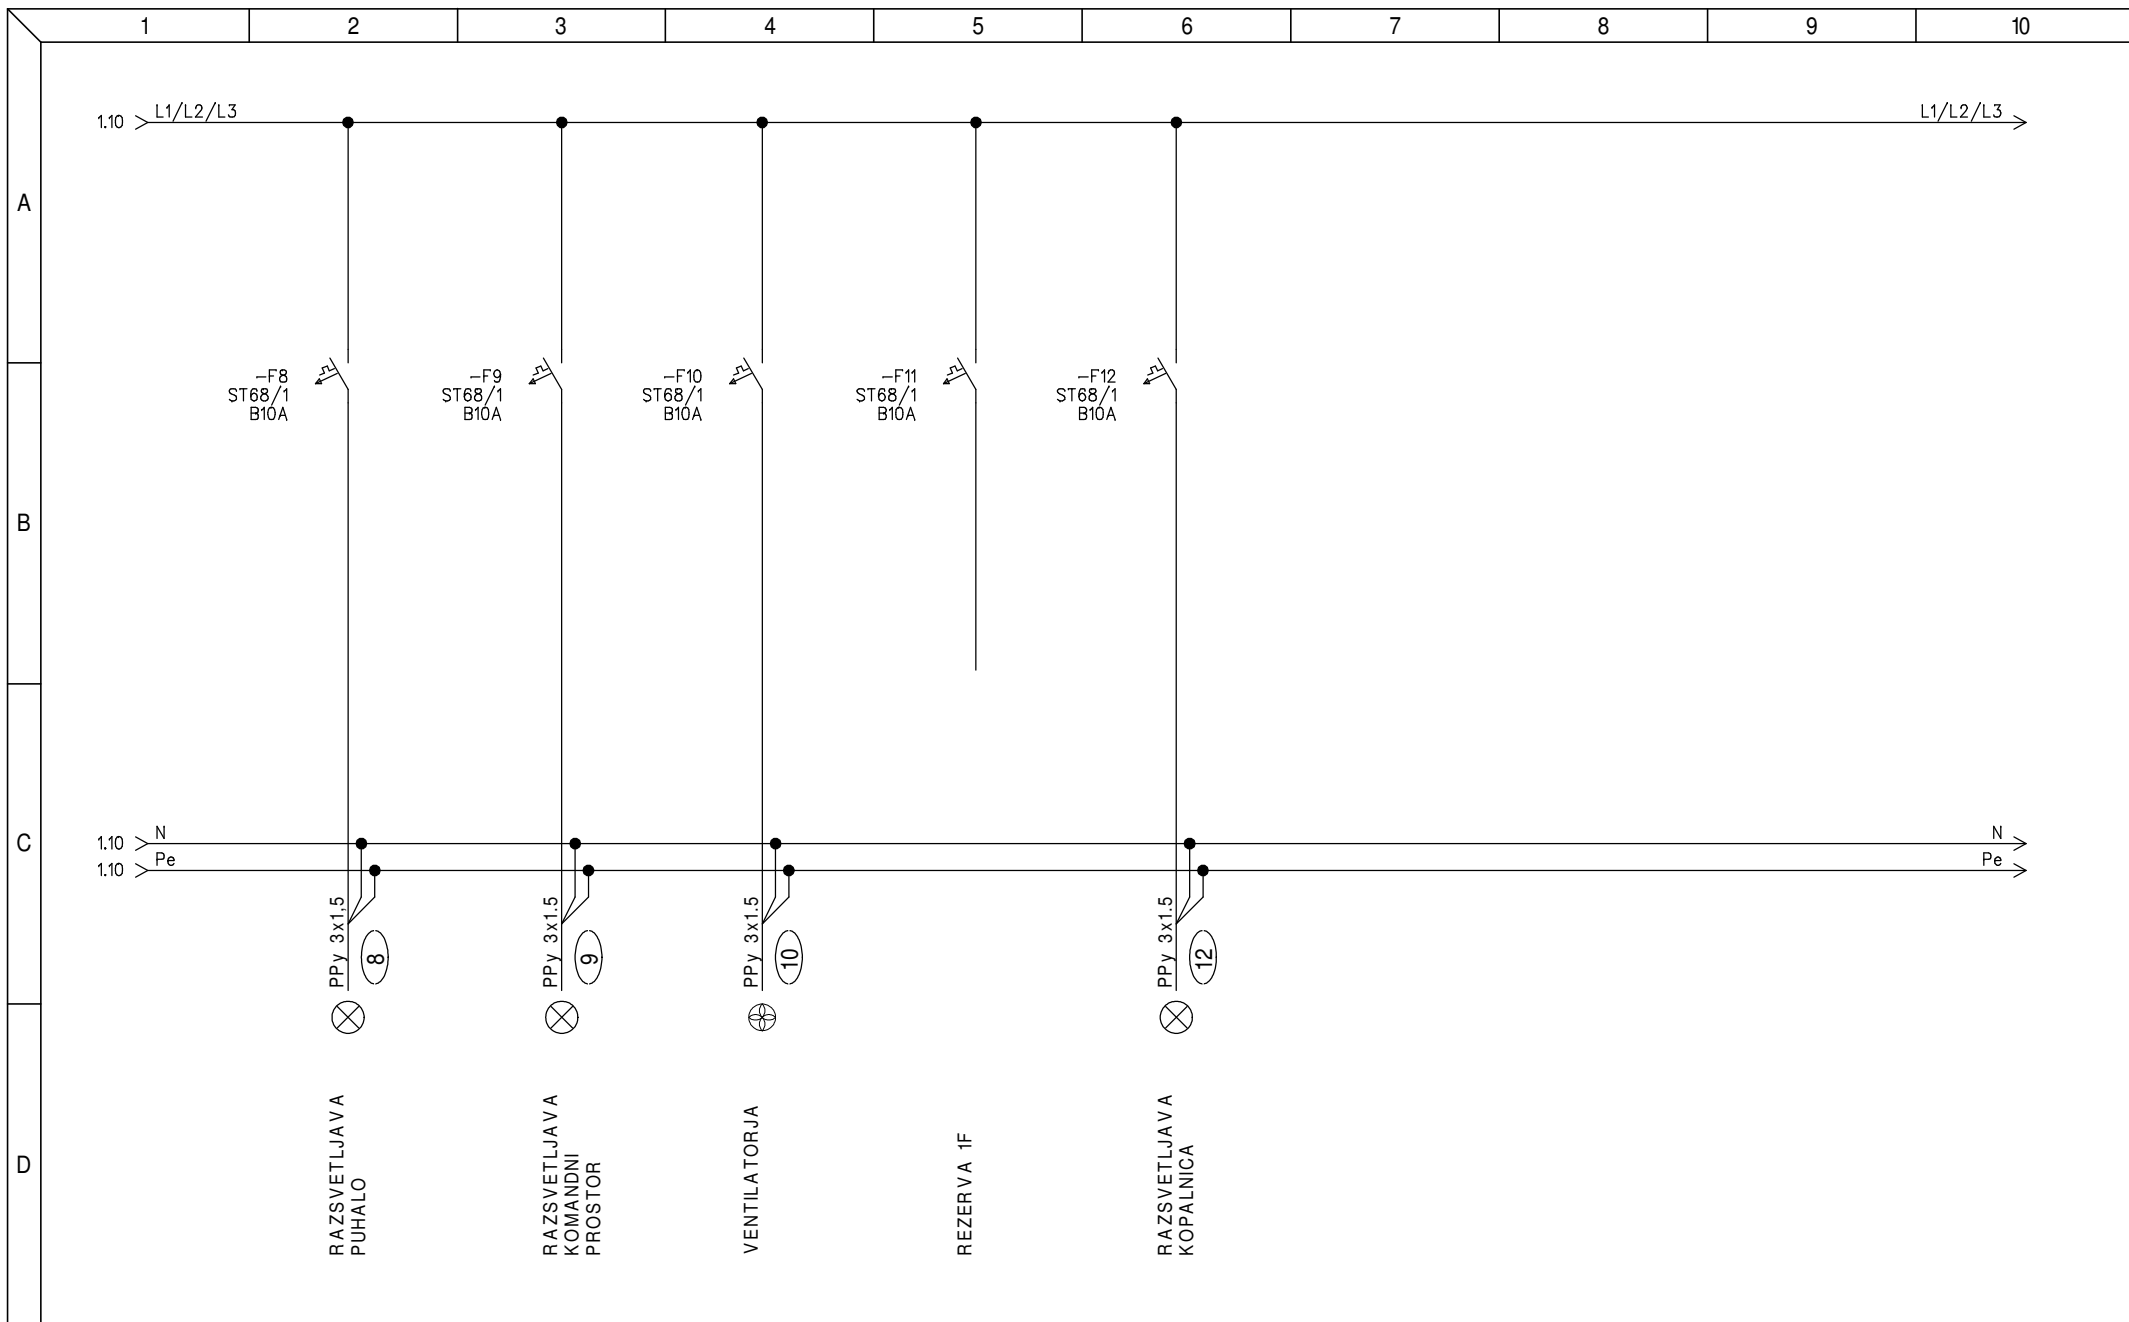 1 2 3 4 5 6 7 8 9 10
1.10 L1/L2/L3 L1/L2/L3
A
-F8
ST68/1
B10A
-F9
ST68/1
B10A
-F10
ST68/1
B10A
-F11
ST68/1
B10A
-F12
ST68/1
B10A
B
C
1.10 N N
1.10 Pe Pe
PPy 3x1,5 8
PPy 3x1.5 9
PPy 3x1.5 10
PPy 3x1.5 12
D
RAZSVETLJAVA
PUHALO
RAZSVETLJAVA
KOMANDNI
PROSTOR
VENTILATORJA
REZERVA 1F
RAZSVETLJAVA
KOPALNICA